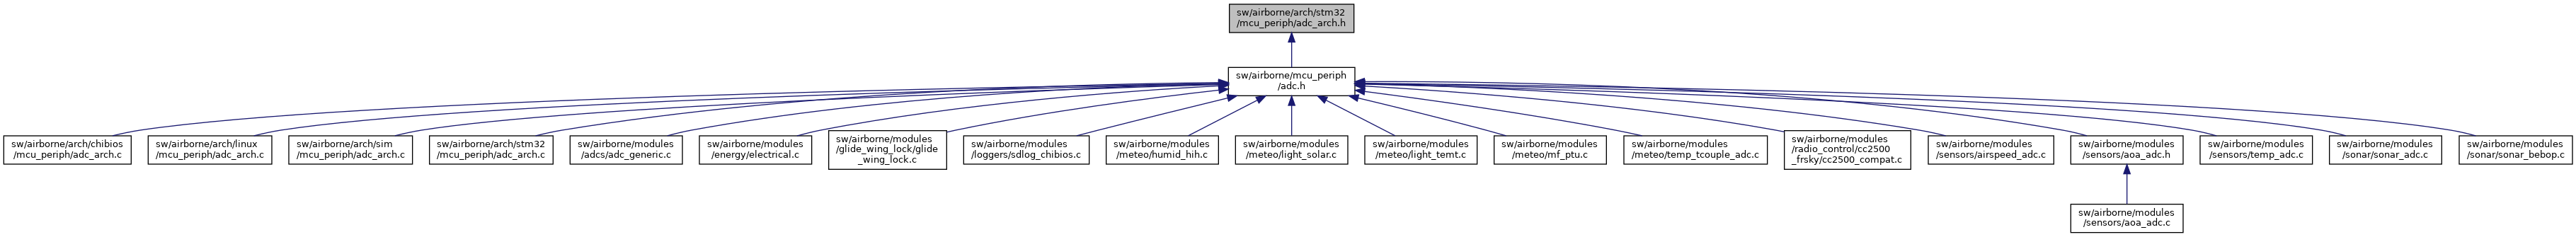 sw/airborne/arch/stm32
/mcu_periph/adc_arch.h
sw/airborne/mcu_periph
/adc.h
sw/airborne/arch/chibios
/mcu_periph/adc_arch.c
sw/airborne/arch/linux
/mcu_periph/adc_arch.c
sw/airborne/arch/sim
/mcu_periph/adc_arch.c
sw/airborne/arch/stm32
/mcu_periph/adc_arch.c
sw/airborne/modules
/adcs/adc_generic.c
sw/airborne/modules
/energy/electrical.c
sw/airborne/modules
/glide_wing_lock/glide
_wing_lock.c
sw/airborne/modules
/loggers/sdlog_chibios.c
sw/airborne/modules
/meteo/humid_hih.c
sw/airborne/modules
/meteo/light_solar.c
sw/airborne/modules
/meteo/light_temt.c
sw/airborne/modules
/meteo/mf_ptu.c
sw/airborne/modules
/meteo/temp_tcouple_adc.c
sw/airborne/modules
/radio_control/cc2500
_frsky/cc2500_compat.c
sw/airborne/modules
/sensors/airspeed_adc.c
sw/airborne/modules
/sensors/aoa_adc.h
sw/airborne/modules
/sensors/temp_adc.c
sw/airborne/modules
/sonar/sonar_adc.c
sw/airborne/modules
/sonar/sonar_bebop.c
sw/airborne/modules
/sensors/aoa_adc.c